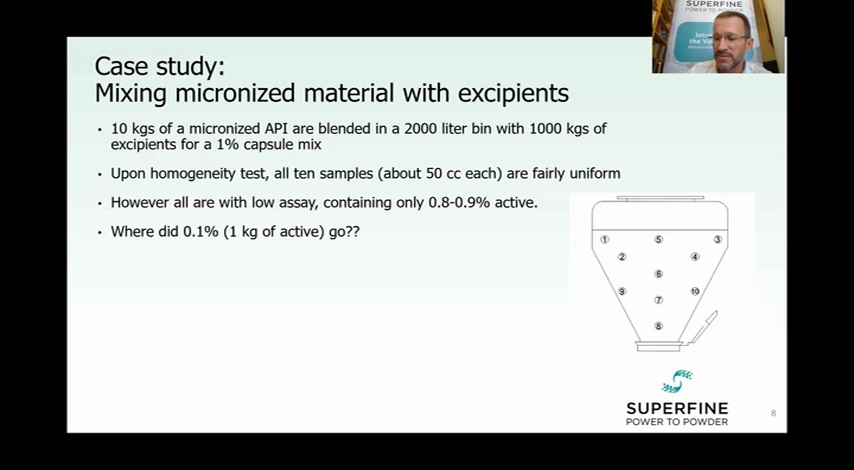 SUPERFINE
POWER TO POWDER
Case study:
Mixing micronized material with excipients
• 10 kgs of a micronized API are blended in a 2000 liter bin with 1000 kgs of
excipients for a 1% capsule mix
• Upon homogeneity test, all ten samples (about 50 cc each) are fairly uniform
• However all are with low assay, containing only 0.8-0.9% active.
• Where did 0.1% (1 kg of active) go??
① ⑤ ③
② ④
⑥
⑨ ⑩
⑦
⑧
SUPERFINE
POWER TO POWDER
8